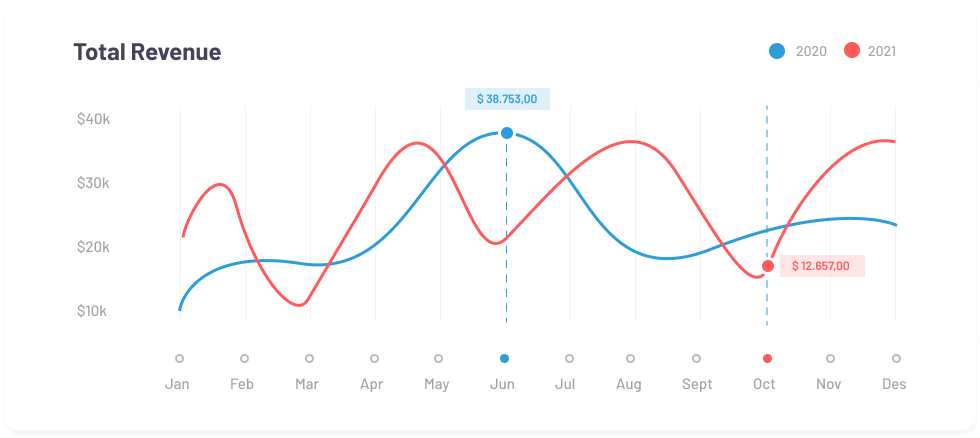 Total Revenue
2020 2021
$ 38.753,00
$40k
$30k
$20k
$ 12.657,00
$10k
Jan Feb Mar Apr May Jun Jul Aug Sept Oct Nov Des